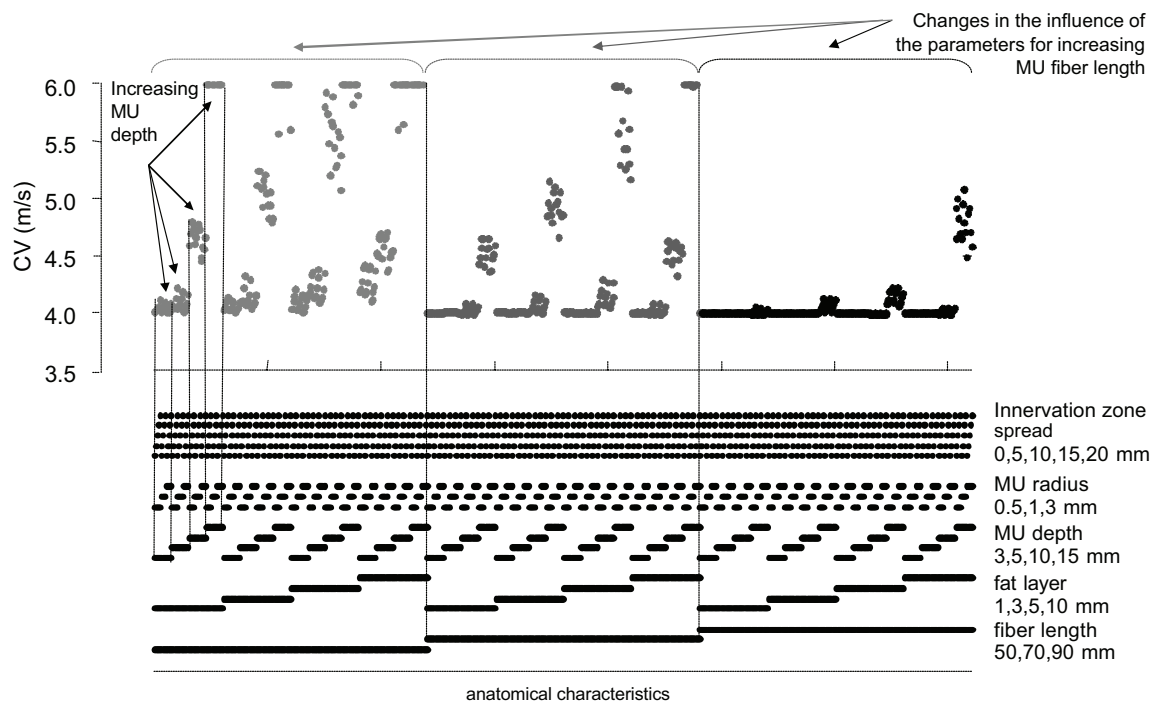 Changes in the influence of
the parameters for increasing
MU fiber length
Increasing
MU
depth
CV (m/s)
6.0
5.5
5.0
4.5
4.0
3.5
Innervation zone
spread
0,5,10,15,20 mm
MU radius
0.5,1,3 mm
MU depth
3,5,10,15 mm
fat layer
1,3,5,10 mm
fiber length
50,70,90 mm
anatomical characteristics